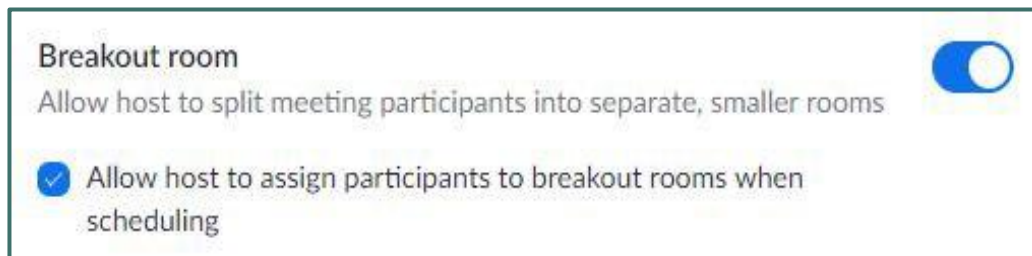 Breakout room
Allow host to split meeting participants into separate, smaller rooms
Allow host to assign participants to breakout rooms when
scheduling